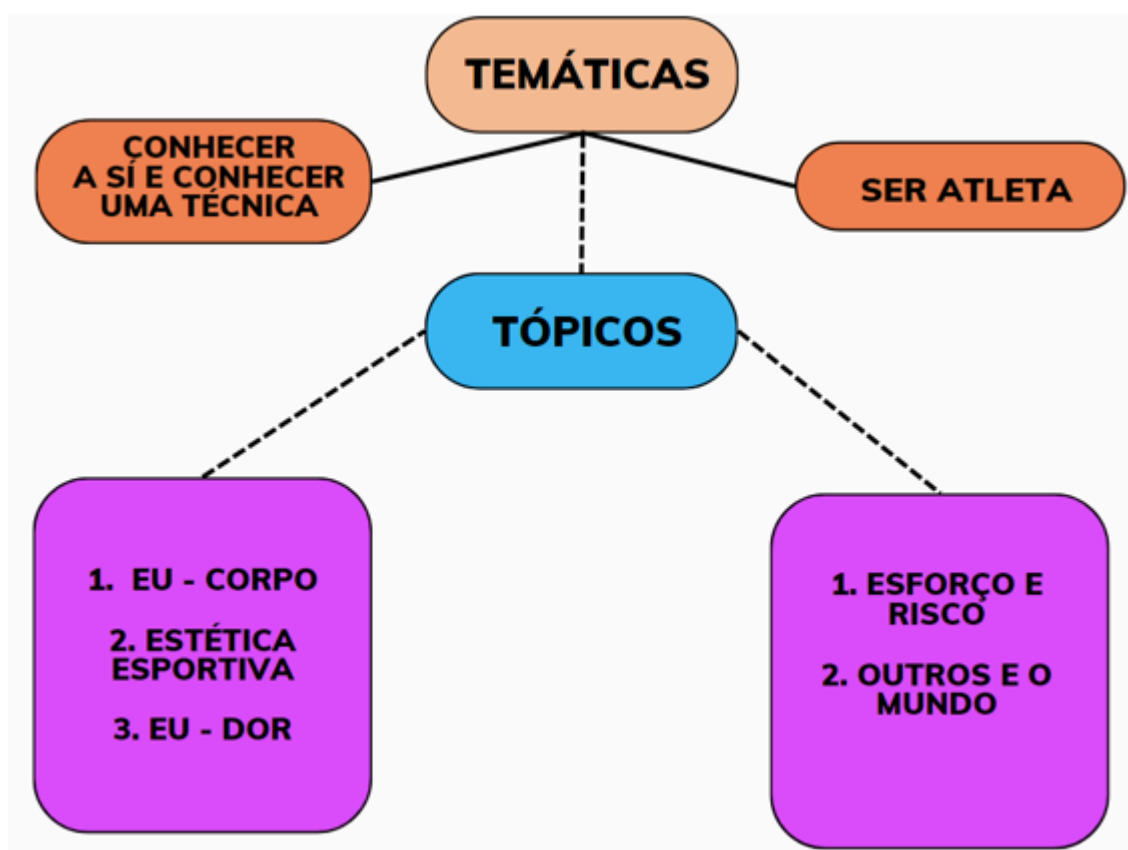 TEMÁTICAS
CONHECER
A SÍ E CONHECER
UMA TÉCNICA
SER ATLETA
TÓPICOS
1. EU - CORPO
2. ESTÉTICA
ESPORTIVA
3. EU - DOR
1. ESFORÇO E
RISCO
2. OUTROS E O
MUNDO